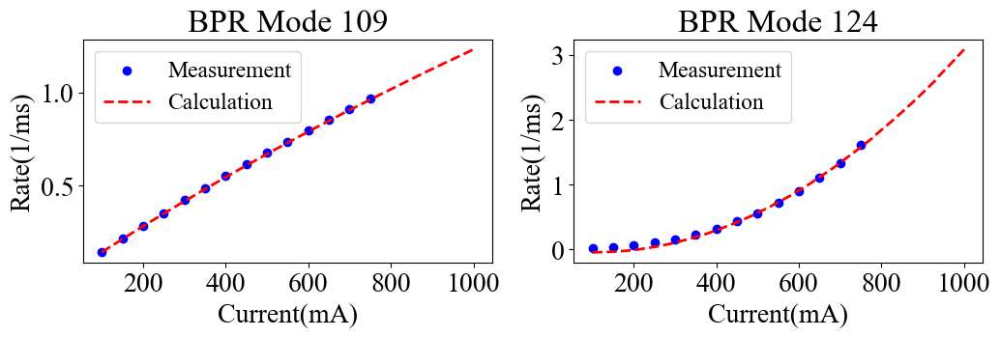 BPR Mode 109
Measurement
Calculation
Rate(1/ms)
1.0
0.5
200 400 600 800 1000
Current(mA)
BPR Mode 124
Measurement
Calculation
Rate(1/ms)
3
2
1
0
200 400 600 800 1000
Current(mA)